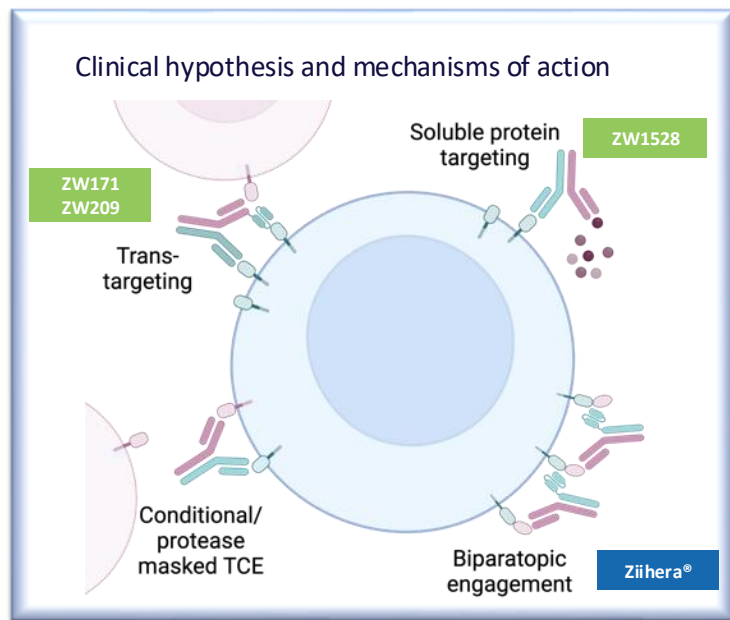 Clinical hypothesis and mechanisms of action
Soluble protein
targeting
ZW1528
ZW171
ZW209
Trans-
targeting
Conditional/
protease
masked TCE
Biparatopic
engagement
Ziihera®